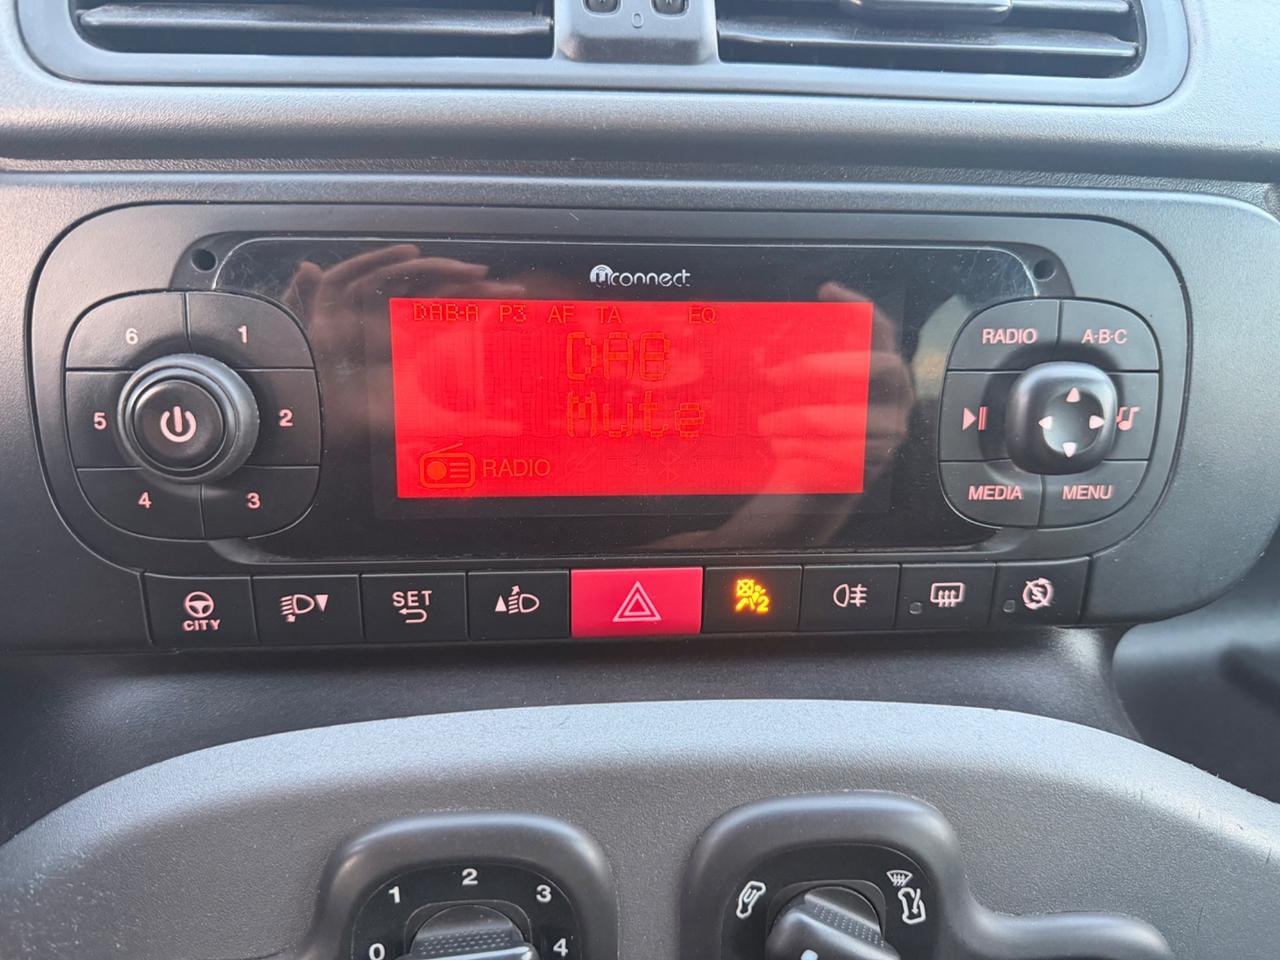 0
uconnect
DAB-A P3 AF TA EQ
DAB
Mute
RADIO
6
1
5
2
4
3
RADIO
A·B·C
MEDIA
MENU
CITY
SET
2
0
1
2
3
4